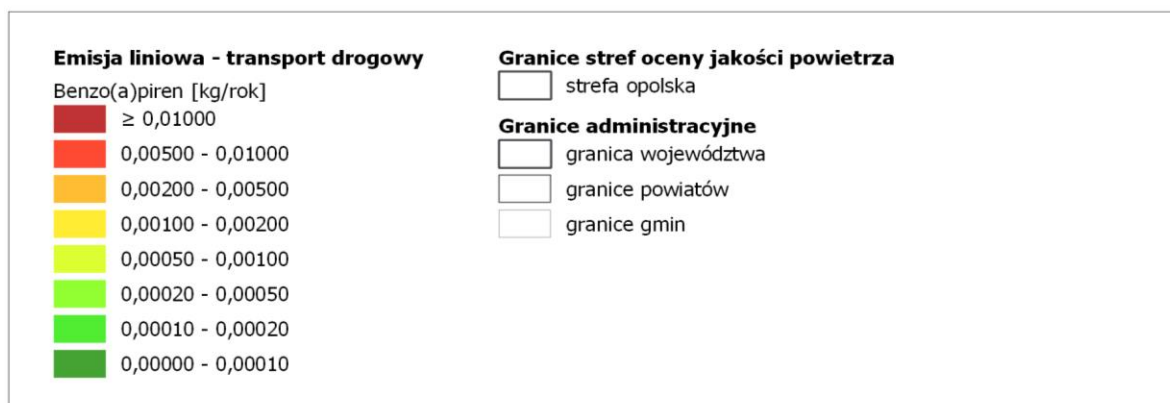 Emisja liniowa - transport drogowy
Benzo(a)piren [kg/rok]
≥ 0,01000
0,00500 - 0,01000
0,00200 - 0,00500
0,00100 - 0,00200
0,00050 - 0,00100
0,00020 - 0,00050
0,00010 - 0,00020
0,00000 - 0,00010
Granice stref oceny jakości powietrza
strefa opolska
Granice administracyjne
granica województwa
granice powiatów
granice gmin